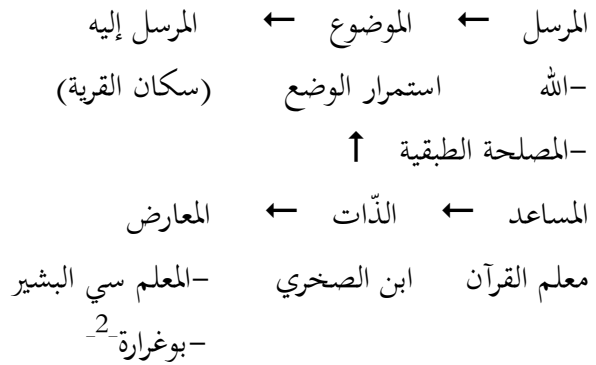 المرسل ← الموضوع ← المرسل إليه
–الله استمرار الوضع (سكان القرية)
–المصلحة الطبقية ↑
المساعد ← الذّات ← المعارض
معلم القرآن ابن الصخري –المعلم سي البشير
–بوغرارة-2-